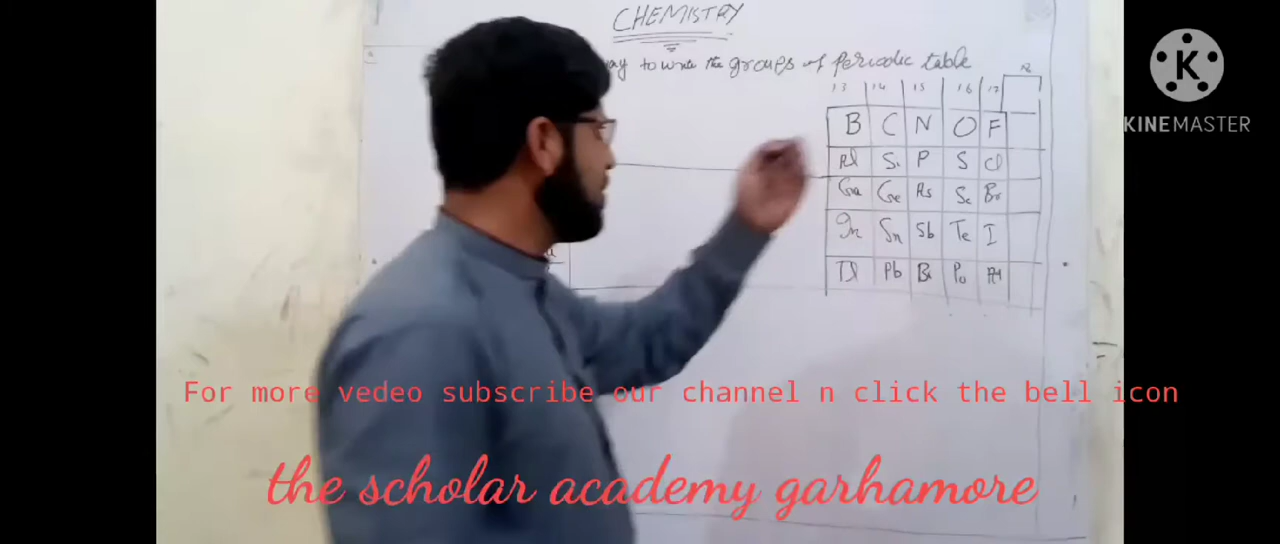 CHEMISTRY
to write the groups of periodic table
13 14 15 16 17
B C N O F
Al Si P S Cl
Ga Ge As Se Br
In Sn Sb Te I
Tl Pb Bi Po At
K
KINEMASTER
For more vedeo subscribe our channel n click the bell icon
the scholar academy garhamore